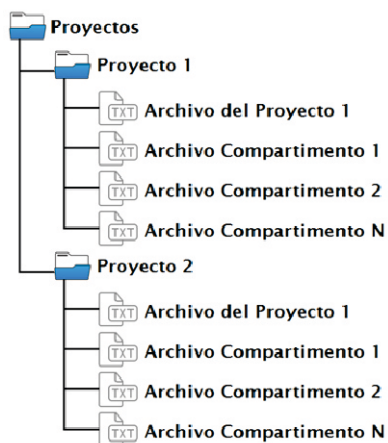 Proyectos
Proyecto 1
TXT Archivo del Proyecto 1
TXT Archivo Compartimento 1
TXT Archivo Compartimento 2
TXT Archivo Compartimento N
Proyecto 2
TXT Archivo del Proyecto 1
TXT Archivo Compartimento 1
TXT Archivo Compartimento 2
TXT Archivo Compartimento N